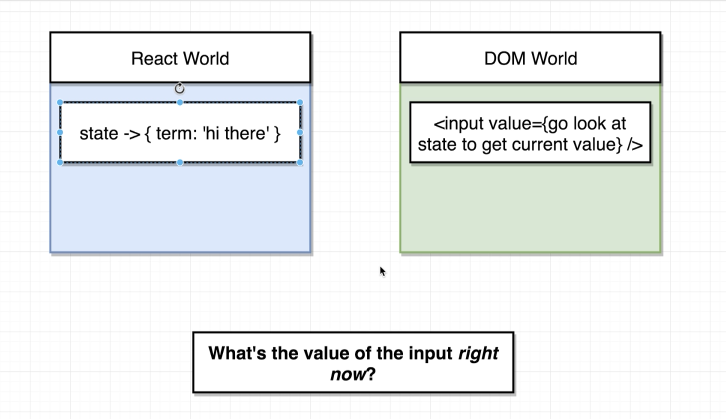 React World
DOM World
state -> { term: 'hi there' }
<input value={go look at
state to get current value} />
What's the value of the input right
now?